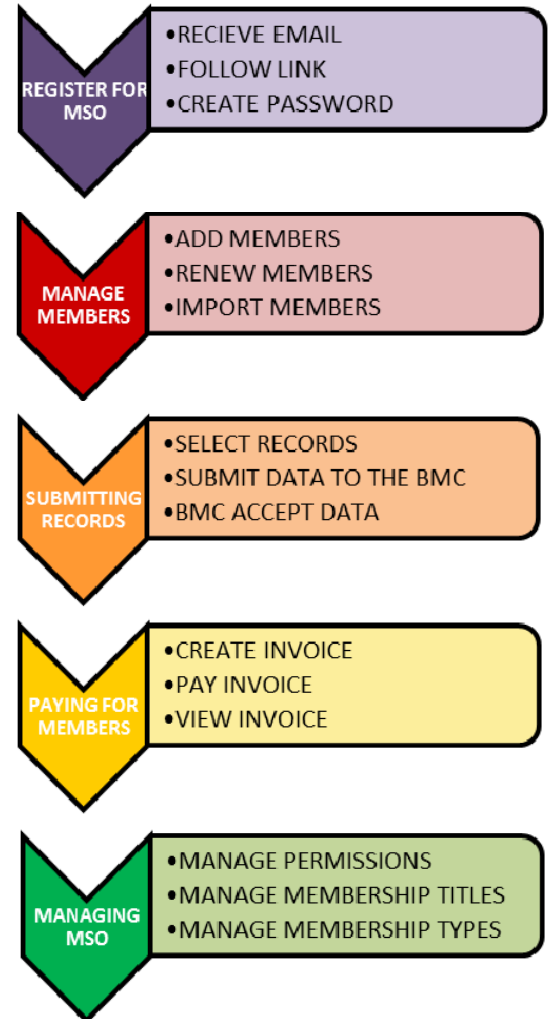 REGISTER FOR
MSO
•RECIEVE EMAIL
•FOLLOW LINK
•CREATE PASSWORD
MANAGE
MEMBERS
•ADD MEMBERS
•RENEW MEMBERS
•IMPORT MEMBERS
SUBMITTING
RECORDS
•SELECT RECORDS
•SUBMIT DATA TO THE BMC
•BMC ACCEPT DATA
PAYING FOR
MEMBERS
•CREATE INVOICE
•PAY INVOICE
•VIEW INVOICE
MANAGING
MSO
•MANAGE PERMISSIONS
•MANAGE MEMBERSHIP TITLES
•MANAGE MEMBERSHIP TYPES